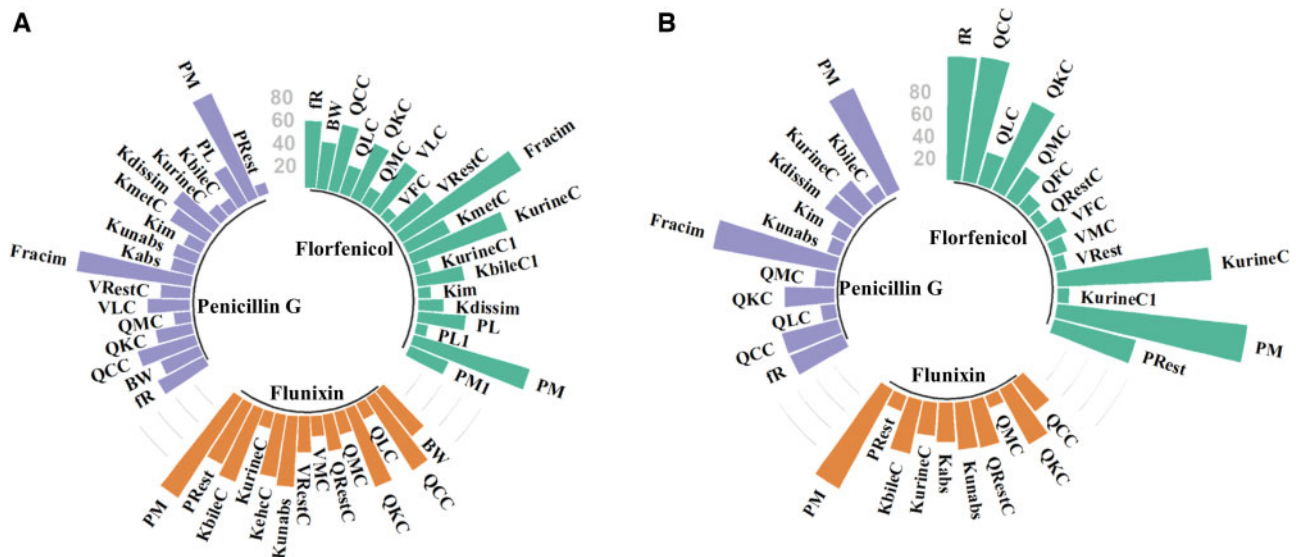 A
80
60
40
20
fR
BW
QCC
QLC
QKC
QMC
VLC
VFC
VRestC
Fracim
KmetC
KurineC
KurineC1
KbileC1
Kim
Kdissim
PL
PL1
PM
PM1
Florfenicol
BW
QCC
QLC
QKC
QMC
QRestC
VMC
VRestC
Kunabs
KehcC
KurineC
KbileC
PRest
PM
Flunixin
fR
BW
QCC
QKC
QMC
VLC
VRestC
Fracim
Kabs
Kunabs
Kim
KmetC
Kdissim
KurineC
KbileC
PL
PM
PRest
Penicillin G
B
80
60
40
20
fR
QCC
QLC
QKC
QMC
QFC
QRestC
VFC
VMC
VRest
KurineC
KurineC1
PM
PRest
Florfenicol
QCC
QKC
QMC
QRestC
Kunabs
Kabs
KurineC
KbileC
PRest
PM
Flunixin
fR
QCC
QLC
QKC
QMC
Fracim
Kunabs
Kim
Kdissim
KurineC
KbileC
PM
Penicillin G